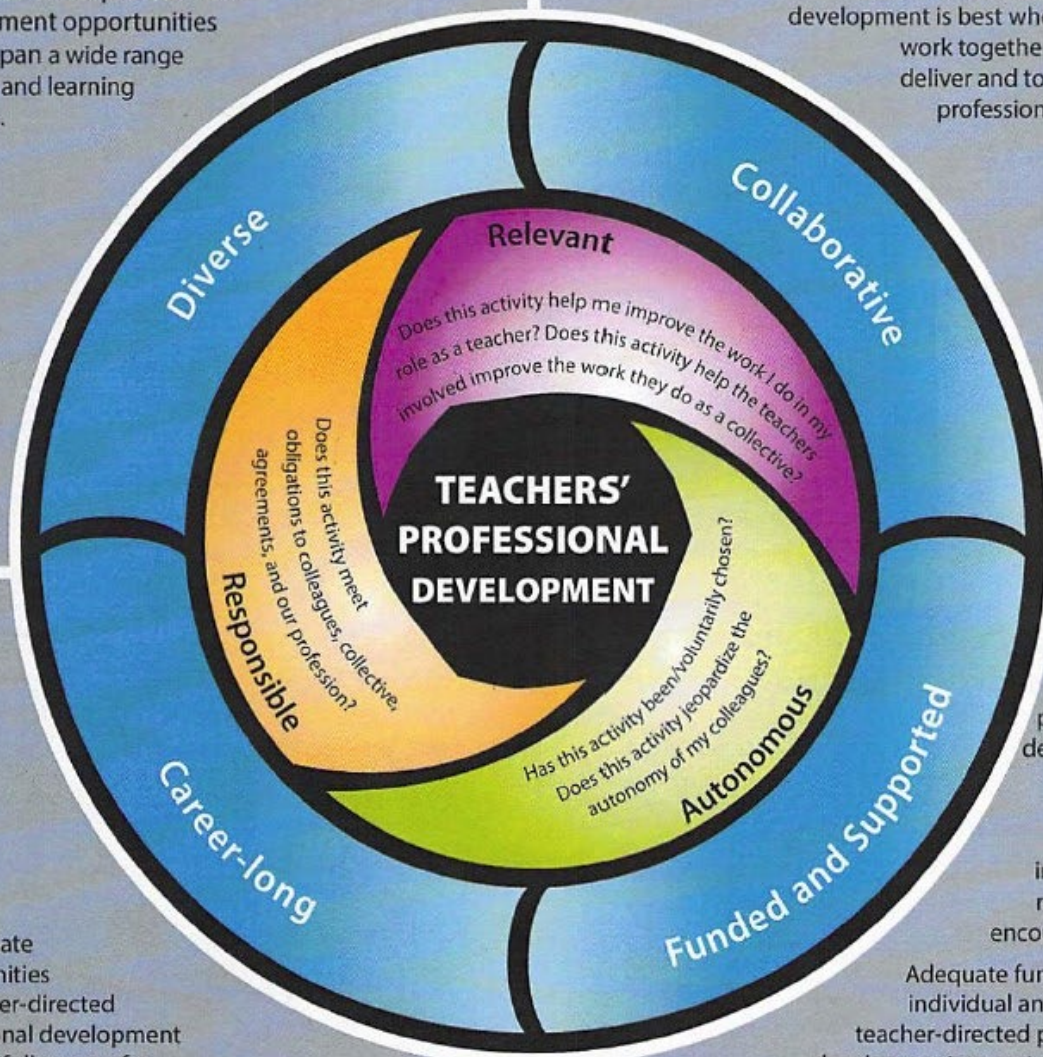 ment opportunities
pan a wide range
and learning
.
development is best whe
work togethe
deliver and to
profession
Diverse
Collaborative
Relevant
Does this activity help me improve the work I do in my
role as a teacher? Does this activity help the teachers
involved improve the work they do as a collective?
TEACHERS'
PROFESSIONAL
DEVELOPMENT
Does this activity meet
obligations to colleagues, collective,
agreements, and our profession?
Responsible
Has this activity been/voluntarily chosen?
Does this activity jeopardize the
autonomy of my colleagues?
Autonomous
Career-long
Funded and Supported
de
enco
Adequate fun
individual an
teacher-directed p
ate
nities
er-directed
nal development